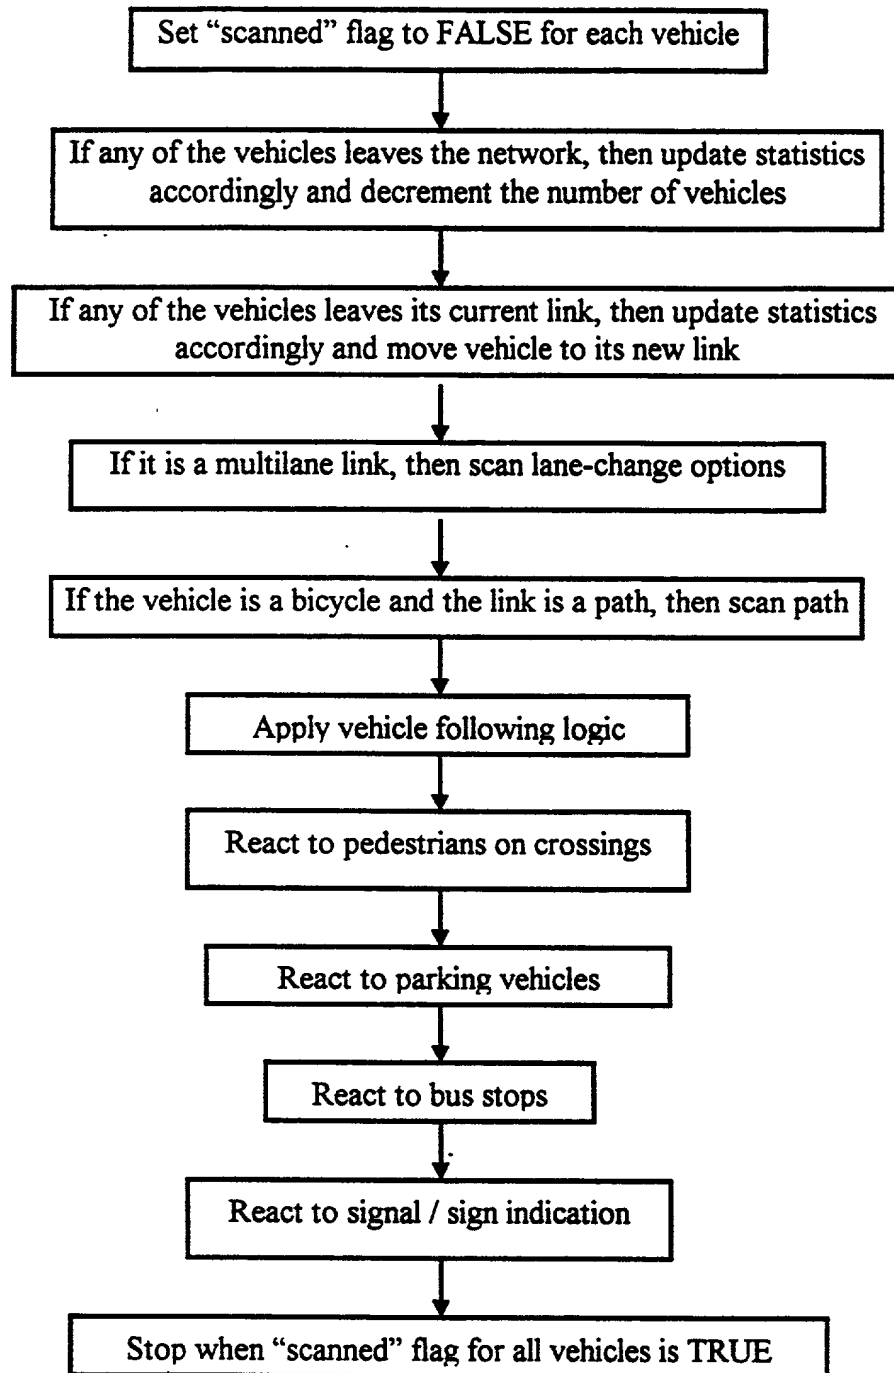 Set “scanned” flag to FALSE for each vehicle
If any of the vehicles leaves the network, then update statistics
accordingly and decrement the number of vehicles
If any of the vehicles leaves its current link, then update statistics
accordingly and move vehicle to its new link
If it is a multilane link, then scan lane-change options
If the vehicle is a bicycle and the link is a path, then scan path
Apply vehicle following logic
React to pedestrians on crossings
React to parking vehicles
React to bus stops
React to signal / sign indication
Stop when “scanned” flag for all vehicles is TRUE